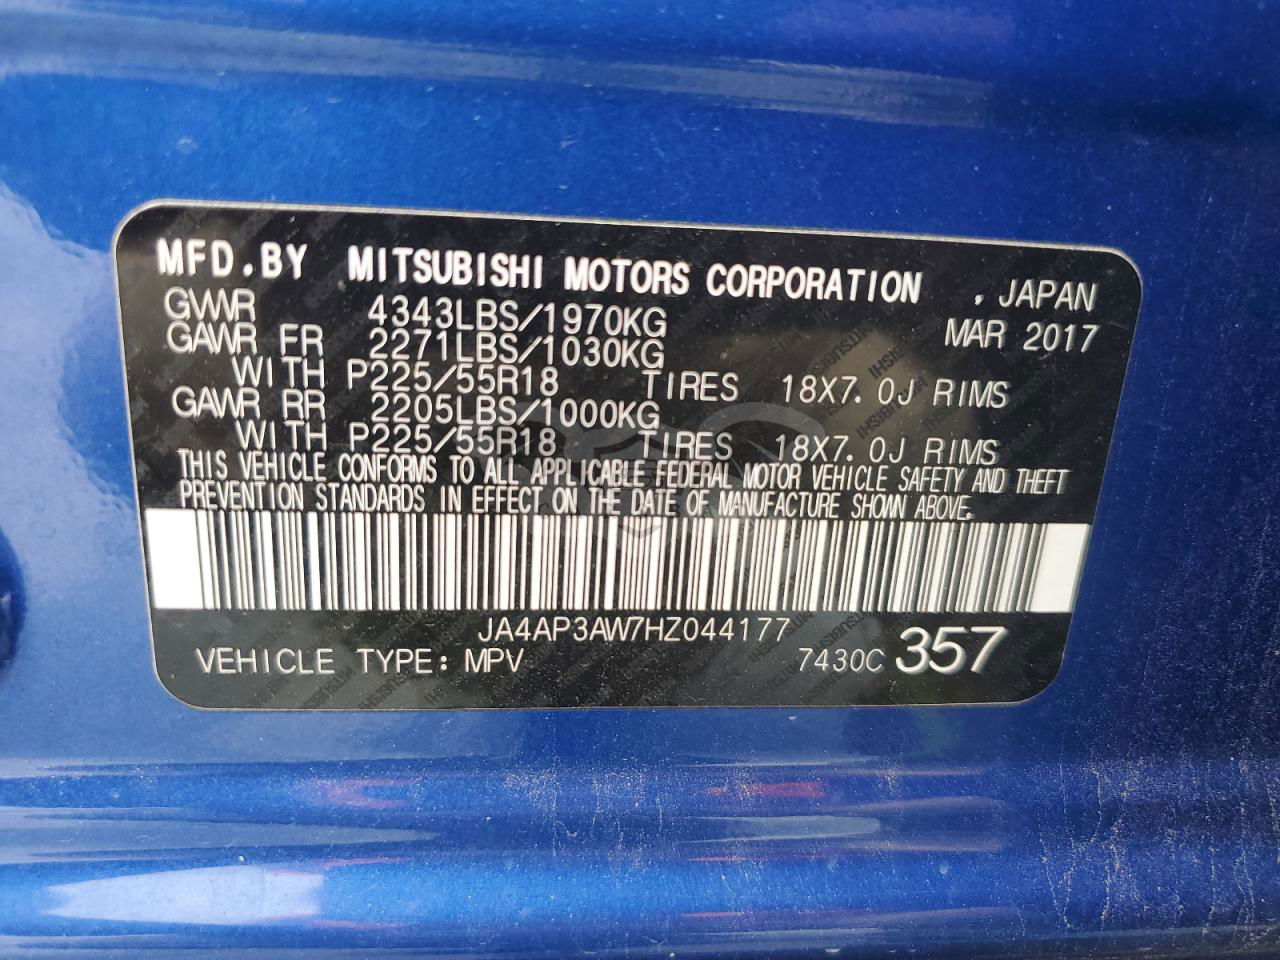 MFD.BY MITSUBISHI MOTORS CORPORATION , JAPAN
GVWR 4343LBS/1970KG MAR 2017
GAWR FR 2271LBS/1030KG
WITH P225/55R18 TIRES 18X7.0J RIMS
GAWR RR 2205LBS/1000KG
WITH P225/55R18 TIRES 18X7.0J RIMS
THIS VEHICLE CONFORMS TO ALL APPLICABLE FEDERAL MOTOR VEHICLE SAFETY AND THEFT
PREVENTION STANDARDS IN EFFECT ON THE DATE OF MANUFACTURE SHOWN ABOVE.
JA4AP3AW7HZ044177
VEHICLE TYPE: MPV 7430C 357